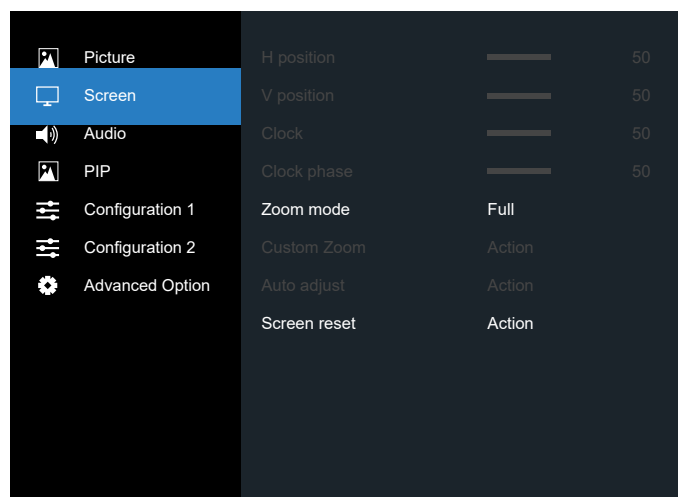 Picture H position 50
Screen V position 50
Audio Clock 50
PIP Clock phase 50
Configuration 1 Zoom mode Full
Configuration 2 Custom Zoom Action
Advanced Option Auto adjust Action
Screen reset Action